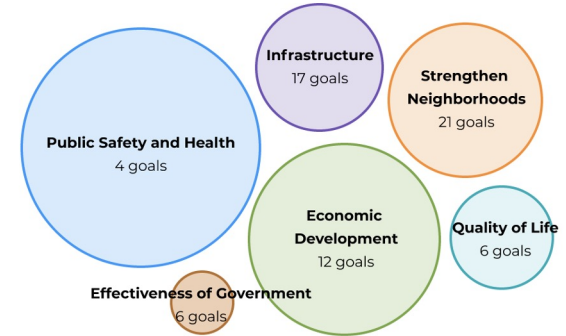 Infrastructure
17 goals
Strengthen
Neighborhoods
21 goals
Public Safety and Health
4 goals
Economic
Development
12 goals
Quality of Life
6 goals
Effectiveness of Government
6 goals